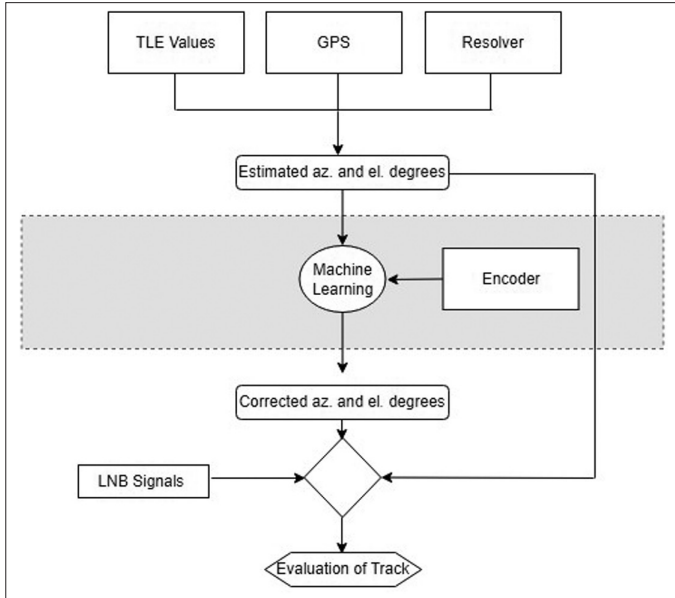 TLE Values
GPS
Resolver
Estimated az. and el. degrees
Machine
Learning
Encoder
Corrected az. and el. degrees
LNB Signals
Evaluation of Track